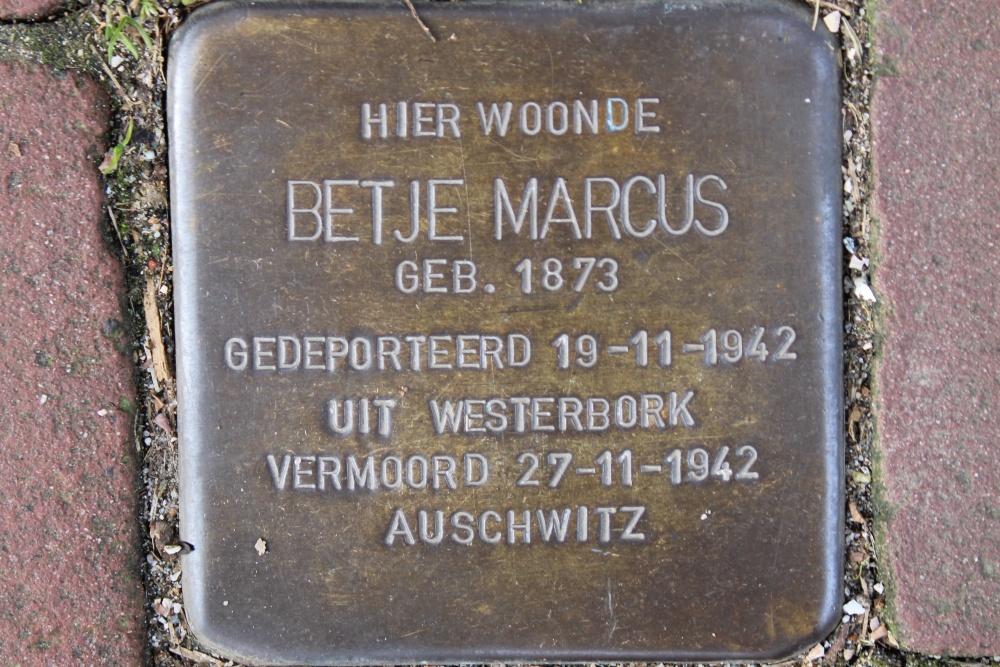 HIER WOONDE
BETJE MARCUS
GEB. 1873
GEDEPORTEERD 19-11-1942
UIT WESTERBORK
VERMOORD 27-11-1942
AUSCHWITZ